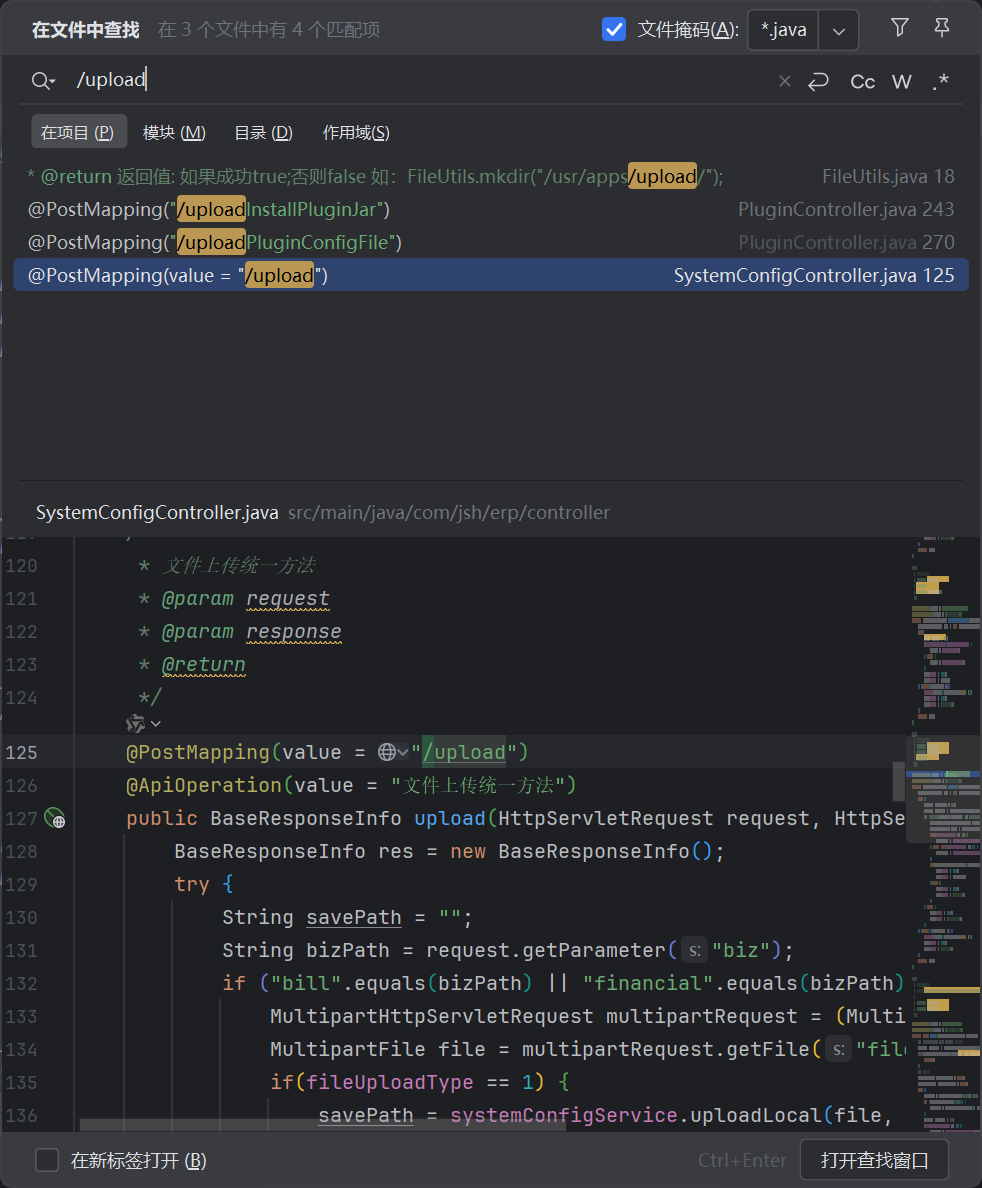 在文件中查找 在 3 个文件中有 4 个匹配项 文件掩码(A): *.java
/upload Cc W .*
在项目 (P) 模块 (M) 目录 (D) 作用域(S)
* @return 返回值: 如果成功true;否则false 如：FileUtils.mkdir("/usr/apps/upload/"); FileUtils.java 18
@PostMapping("/uploadInstallPluginJar") PluginController.java 243
@PostMapping("/uploadPluginConfigFile") PluginController.java 270
@PostMapping(value = "/upload") SystemConfigController.java 125
SystemConfigController.java src/main/java/com/jsh/erp/controller
120 * 文件上传统一方法
121 * @param request
122 * @param response
123 * @return
124 */
125 @PostMapping(value = "/upload")
126 @ApiOperation(value = "文件上传统一方法")
127 public BaseResponseInfo upload(HttpServletRequest request, HttpSe
128 BaseResponseInfo res = new BaseResponseInfo();
129 try {
130 String savePath = "";
131 String bizPath = request.getParameter( s: "biz");
132 if ("bill".equals(bizPath) || "financial".equals(bizPath)
133 MultipartHttpServletRequest multipartRequest = (Multi
134 MultipartFile file = multipartRequest.getFile( s: "file
135 if(fileUploadType == 1) {
136 savePath = systemConfigService.uploadLocal(file,
在新标签打开 (B) Ctrl+Enter 打开查找窗口